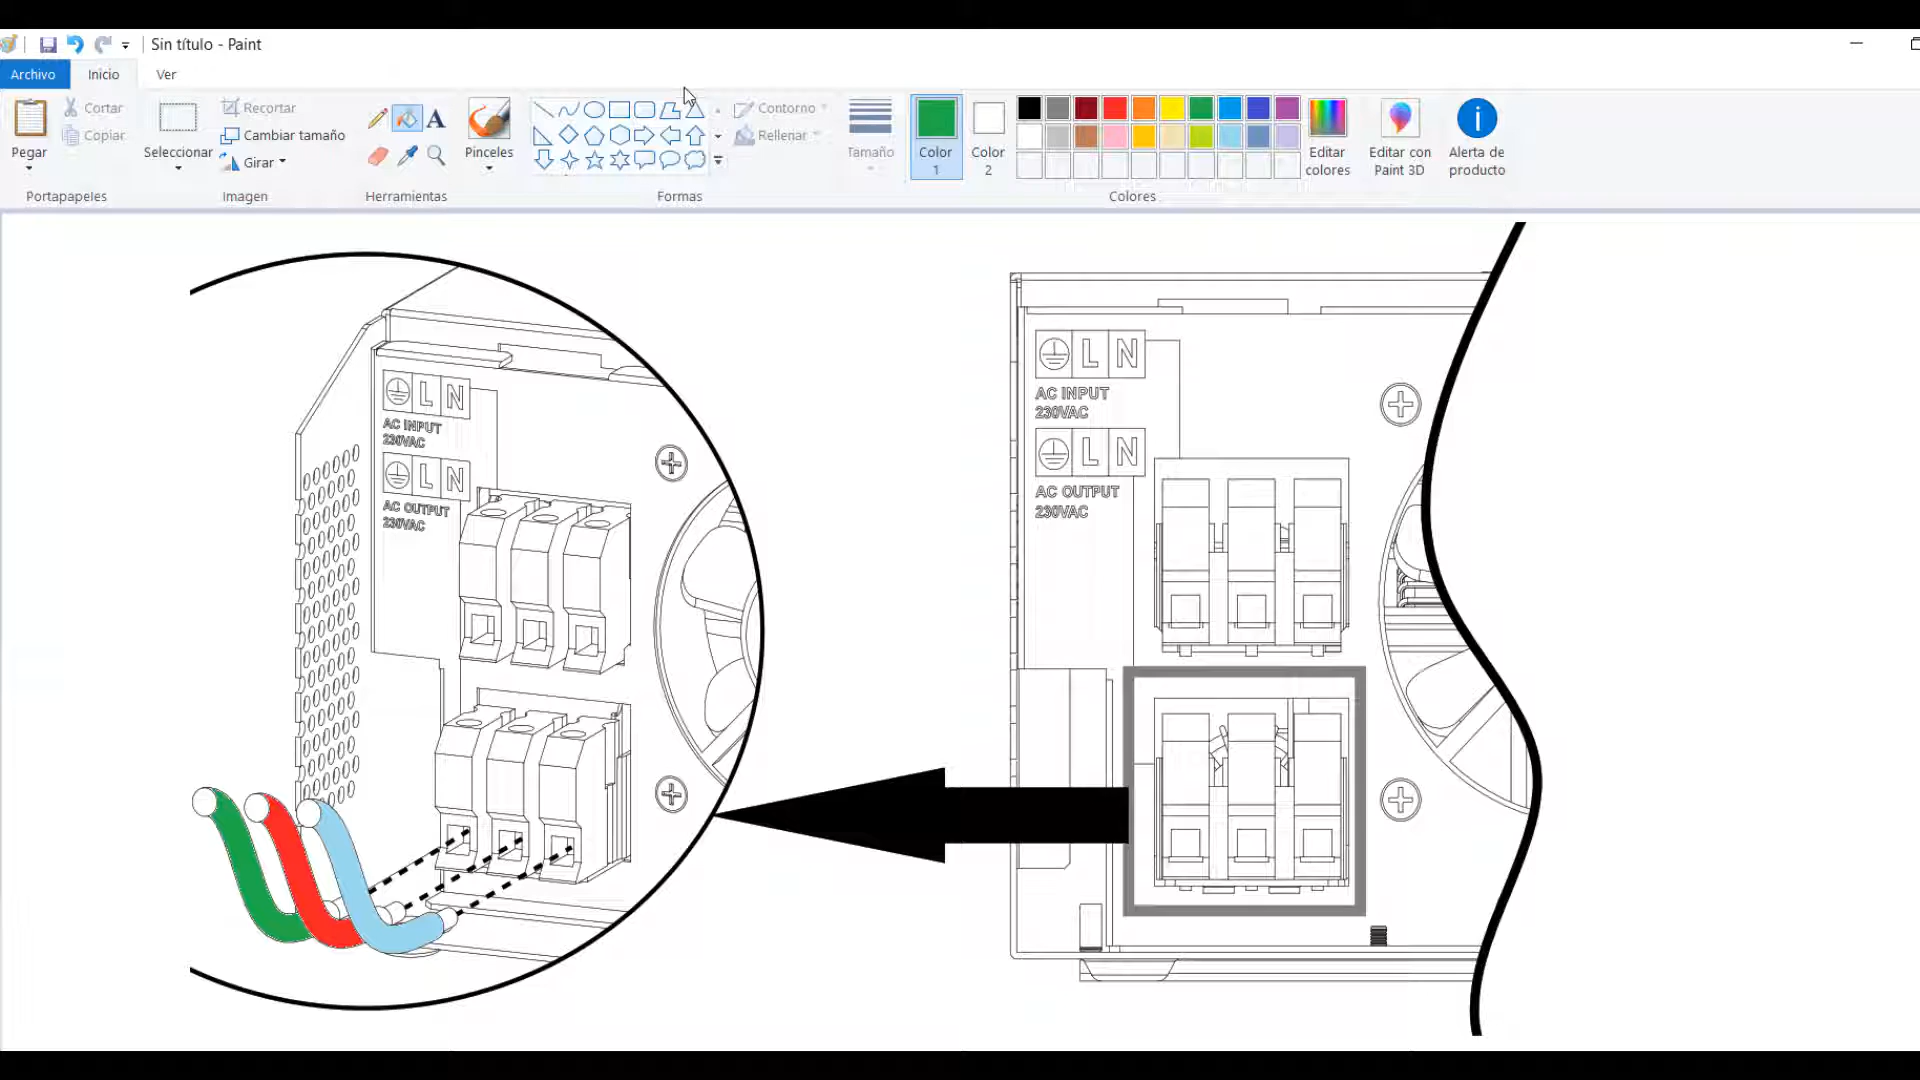 Sin título - Paint
Archivo
Inicio
Ver
Pegar
Cortar
Copiar
Portapapeles
Seleccionar
Recortar
Cambiar tamaño
Girar
Imagen
A
Herramientas
Pinceles
Formas
Contorno
Rellenar
Tamaño
Color
1
Color
2
Colores
Editar
colores
Editar con
Paint 3D
i
Alerta de
producto
L N
AC INPUT
230VAC
L N
AC OUTPUT
230VAC
L N
AC INPUT
230VAC
L N
AC OUTPUT
230VAC